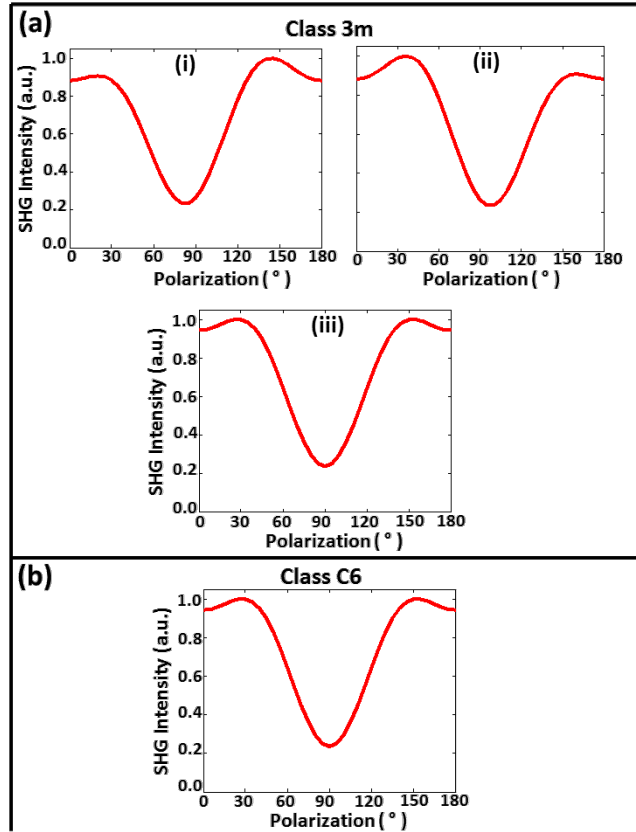 (a)
Class 3m
(i)
SHG Intensity (a.u.)
1.0
0.8
0.6
0.4
0.2
0.0
0 30 60 90 120 150 180
Polarization ( ° )
(ii)
0 30 60 90 120 150 180
Polarization ( ° )
(iii)
SHG Intensity (a.u.)
1.0
0.8
0.6
0.4
0.2
0.0
0 30 60 90 120 150 180
Polarization ( ° )
(b)
Class C6
SHG Intensity (a.u.)
1.0
0.8
0.6
0.4
0.2
0.0
0 30 60 90 120 150 180
Polarization ( ° )